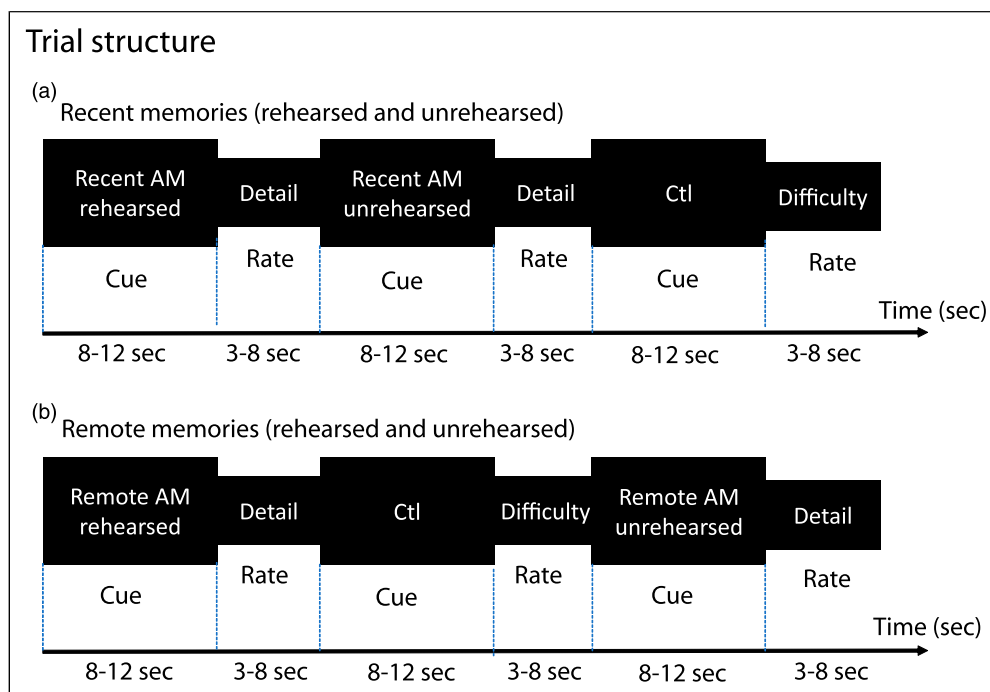 Trial structure
(a)
Recent memories (rehearsed and unrehearsed)
Recent AM
rehearsed
Detail
Recent AM
unrehearsed
Detail
Ctl
Difficulty
Cue
Rate
Cue
Rate
Cue
Rate
Time (sec)
8-12 sec
3-8 sec
8-12 sec
3-8 sec
8-12 sec
3-8 sec
(b)
Remote memories (rehearsed and unrehearsed)
Remote AM
rehearsed
Detail
Ctl
Difficulty
Remote AM
unrehearsed
Detail
Cue
Rate
Cue
Rate
Cue
Rate
Time (sec)
8-12 sec
3-8 sec
8-12 sec
3-8 sec
8-12 sec
3-8 sec